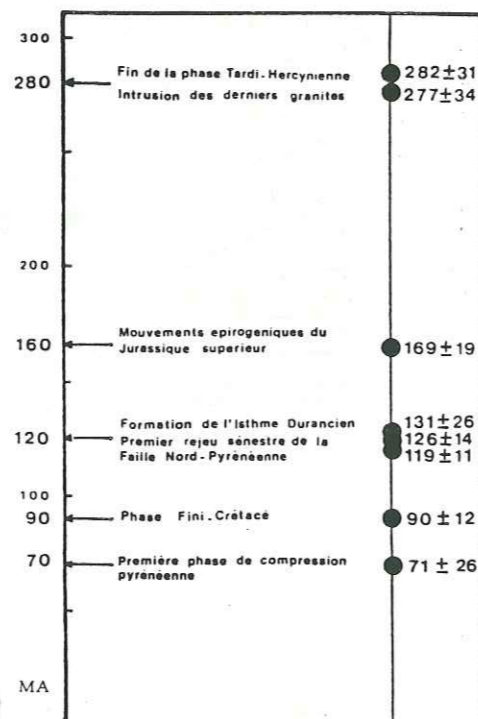 300
Fin de la phase Tardi-Hercynienne
282±31
280
Intrusion des derniers granites
277±34
200
Mouvements epirogeniques du
160
Jurassique superieur
169±19
Formation de l'Isthme Durancien
131±26
120
Premier rejeu sénestre de la
126±14
Faille Nord-Pyrénéenne
119±11
100
90
Phase Fini-Crétacé
90±12
70
Première phase de compression
71±26
pyrénéenne
MA